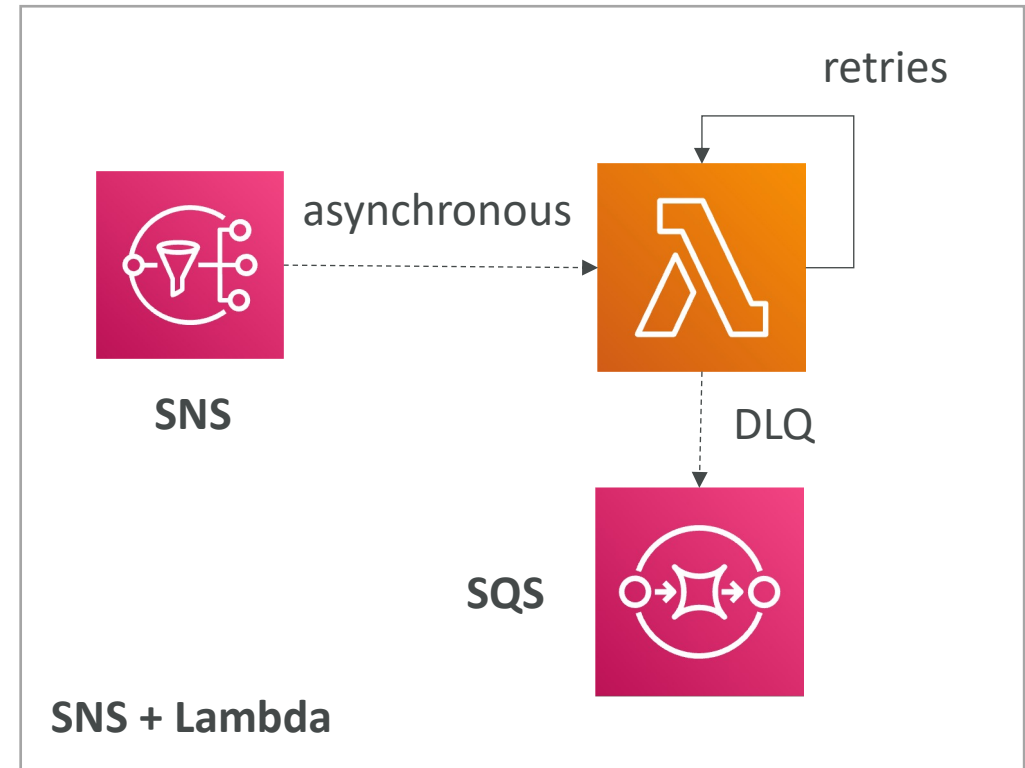 retries
asynchronous
SNS
DLQ
SQS
SNS + Lambda